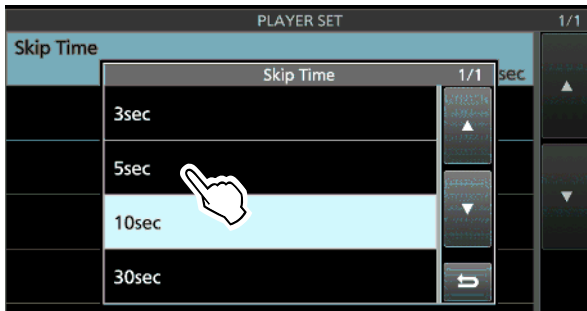 PLAYER SET 1/1
Skip Time
sec
Skip Time 1/1
3sec
5sec
10sec
30sec